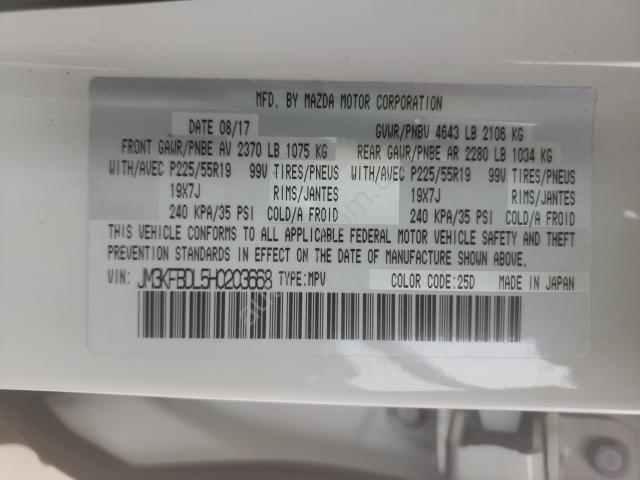 MFD. BY MAZDA MOTOR CORPORATION
DATE 08/17 GVWR/PNBV 4643 LB 2106 KG
FRONT GAWR/PNBE AV 2370 LB 1075 KG REAR GAWR/PNBE AR 2280 LB 1034 KG
WITH/AVEC P225/55R19 99V TIRES/PNEUS WITH/AVEC P225/55R19 99V TIRES/PNEUS
19X7J RIMS/JANTES 19X7J RIMS/JANTES
240 KPA/35 PSI COLD/A FROID 240 KPA/35 PSI COLD/A FROID
THIS VEHICLE CONFORMS TO ALL APPLICABLE FEDERAL MOTOR VEHICLE SAFETY AND THEFT
PREVENTION STANDARDS IN EFFECT ON THE DATE OF MANUFACTURE SHOWN ABOVE.
VIN: JM3KFBDL5H0203668 TYPE:MPV COLOR CODE:25D MADE IN JAPAN